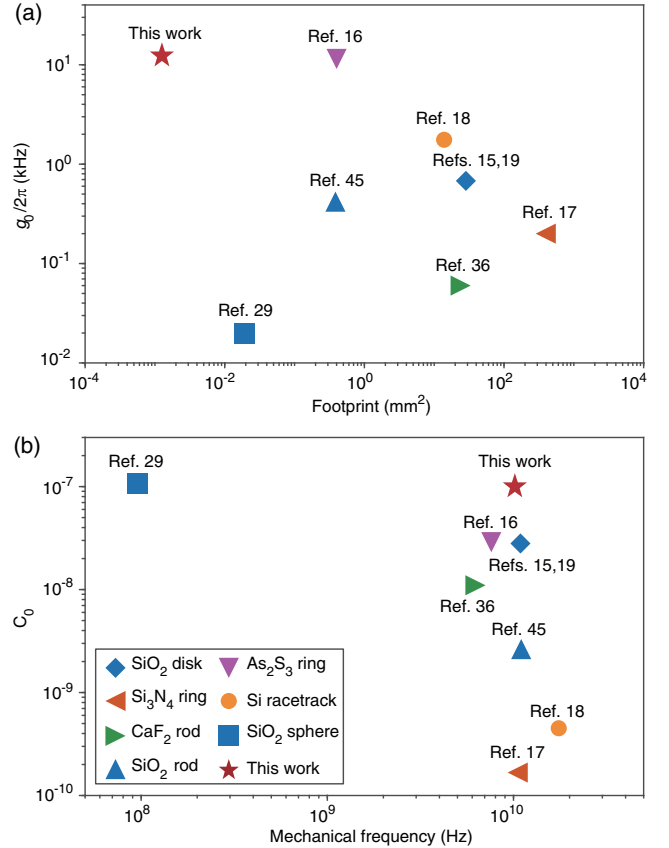 (a)
This work
Ref. 16
Ref. 18
Refs. 15,19
Ref. 45
Ref. 17
Ref. 36
Ref. 29
10¹
10⁰
10⁻¹
10⁻²
g₀/2π (kHz)
10⁻⁴
10⁻²
10⁰
10²
10⁴
Footprint (mm²)
(b)
Ref. 29
This work
Ref. 16
Refs. 15,19
Ref. 36
Ref. 45
Ref. 18
Ref. 17
10⁻⁷
10⁻⁸
10⁻⁹
10⁻¹⁰
C₀
SiO₂ disk
As₂S₃ ring
Si₃N₄ ring
Si racetrack
CaF₂ rod
SiO₂ sphere
SiO₂ rod
This work
10⁸
10⁹
10¹⁰
Mechanical frequency (Hz)